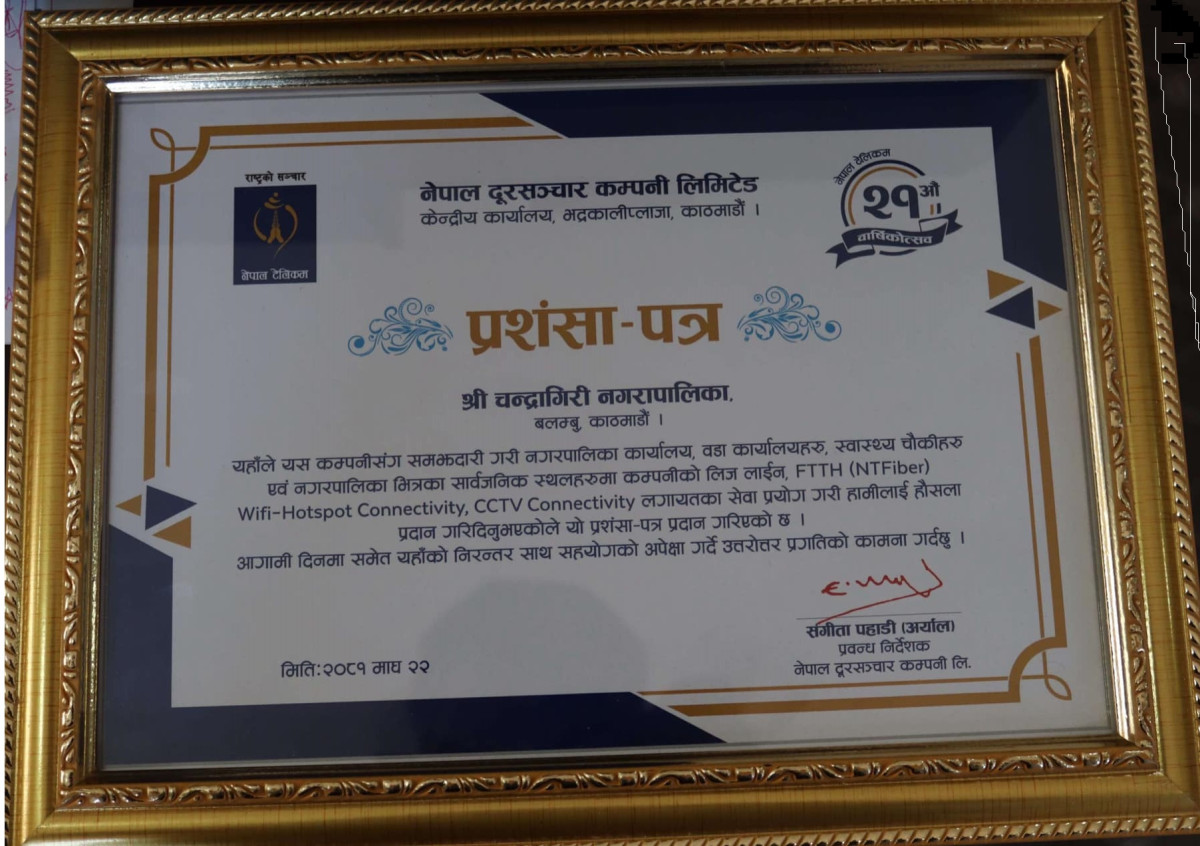 राष्ट्रको सञ्चार
नेपाल टेलिकम
नेपाल दूरसञ्चार कम्पनी लिमिटेड
केन्द्रीय कार्यालय, भद्रकालीप्लाजा, काठमाडौं ।
नेपाल टेलिकम
२१औं
वार्षिकोत्सव
प्रशंसा-पत्र
श्री चन्द्रागिरी नगरापालिका,
बलम्बु, काठमाडौं ।
यहाँले यस कम्पनीसंग समझदारी गरी नगरपालिका कार्यालय, वडा कार्यालयहरु, स्वास्थ्य चौकीहरु
एवं नगरपालिका भित्रका सार्वजनिक स्थलहरुमा कम्पनीको लिज लाईन, FTTH (NTFiber)
Wifi-Hotspot Connectivity, CCTV Connectivity लगायतका सेवा प्रयोग गरी हामीलाई हौसला
प्रदान गरिदिनुभएकोले यो प्रशंसा-पत्र प्रदान गरिएको छ ।
आगामी दिनमा समेत यहाँको निरन्तर साथ सहयोगको अपेक्षा गर्दै उत्तरोत्तर प्रगतिको कामना गर्दछु ।
संगीता पहाडी (अर्याल)
प्रवन्ध निर्देशक
नेपाल दूरसञ्चार कम्पनी लि.
मिति:२०८१ माघ २२